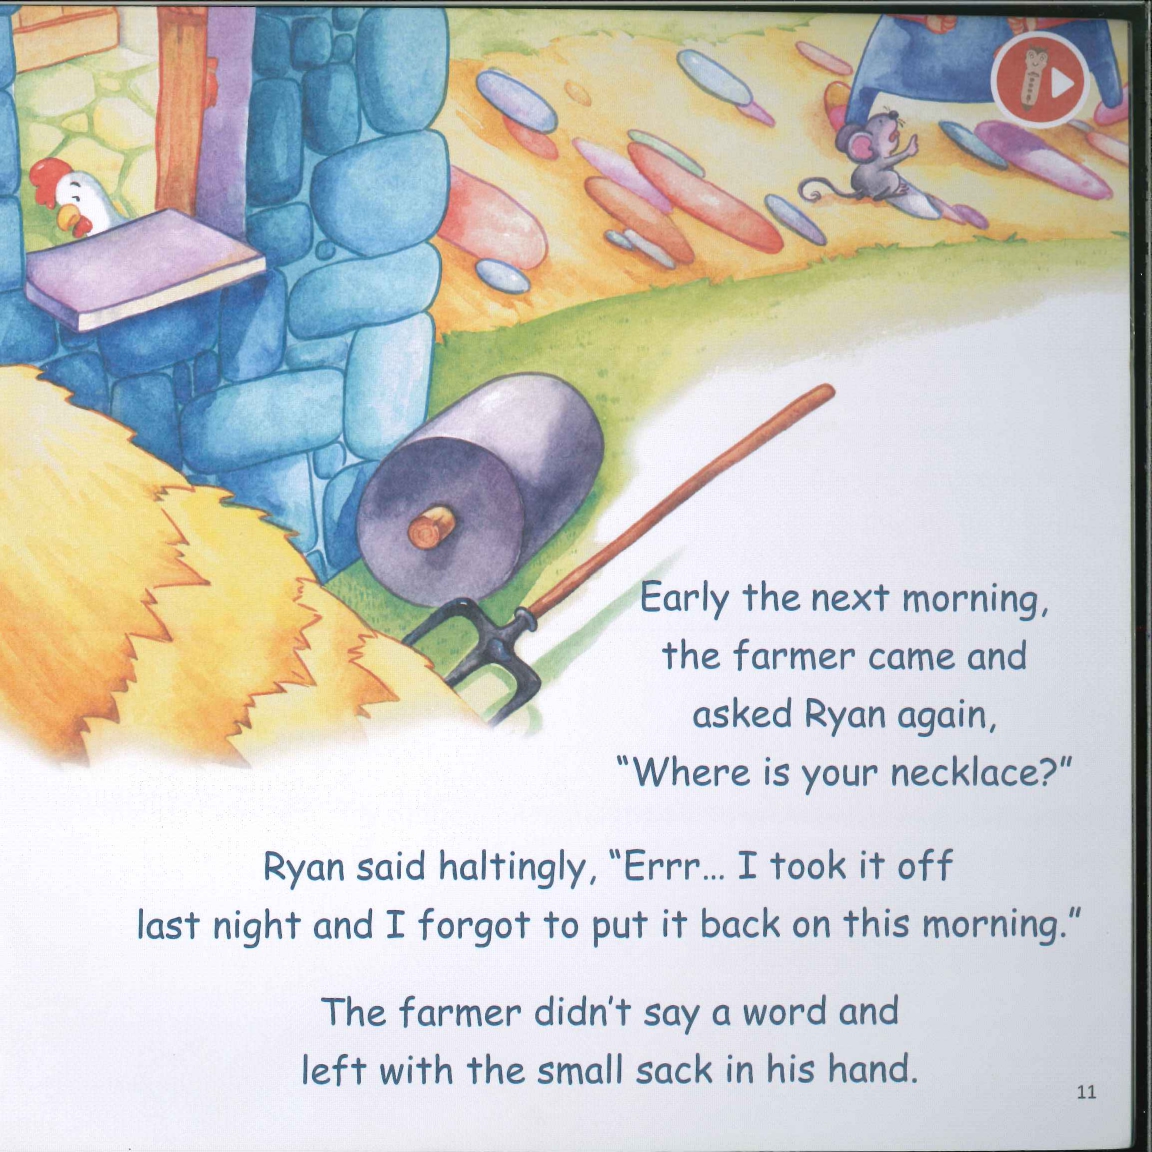 Early the next morning,
the farmer came and
asked Ryan again,
“Where is your necklace?”
Ryan said haltingly, “Errr... I took it off
last night and I forgot to put it back on this morning.”
The farmer didn’t say a word and
left with the small sack in his hand.
11